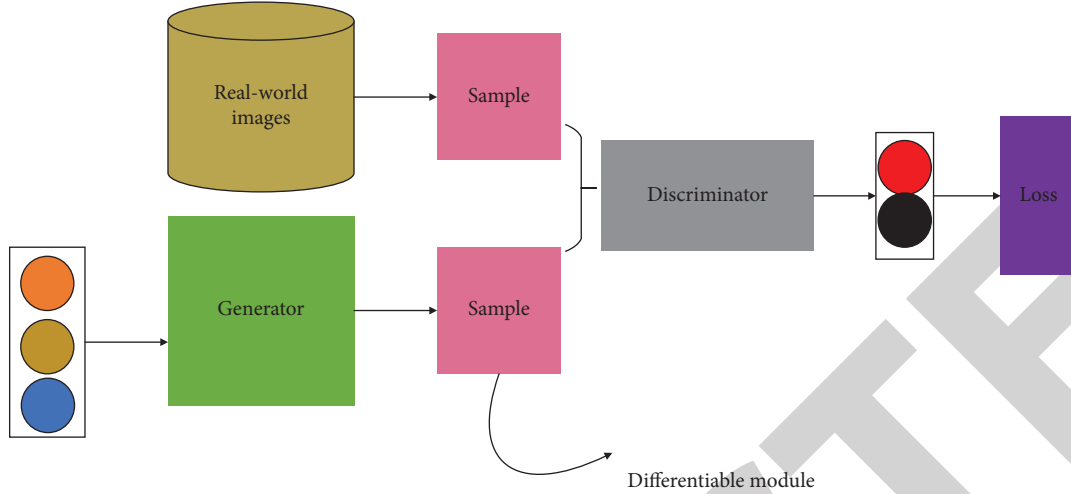 Real-world
images
Sample
Discriminator
Loss
Generator
Sample
Differentiable module